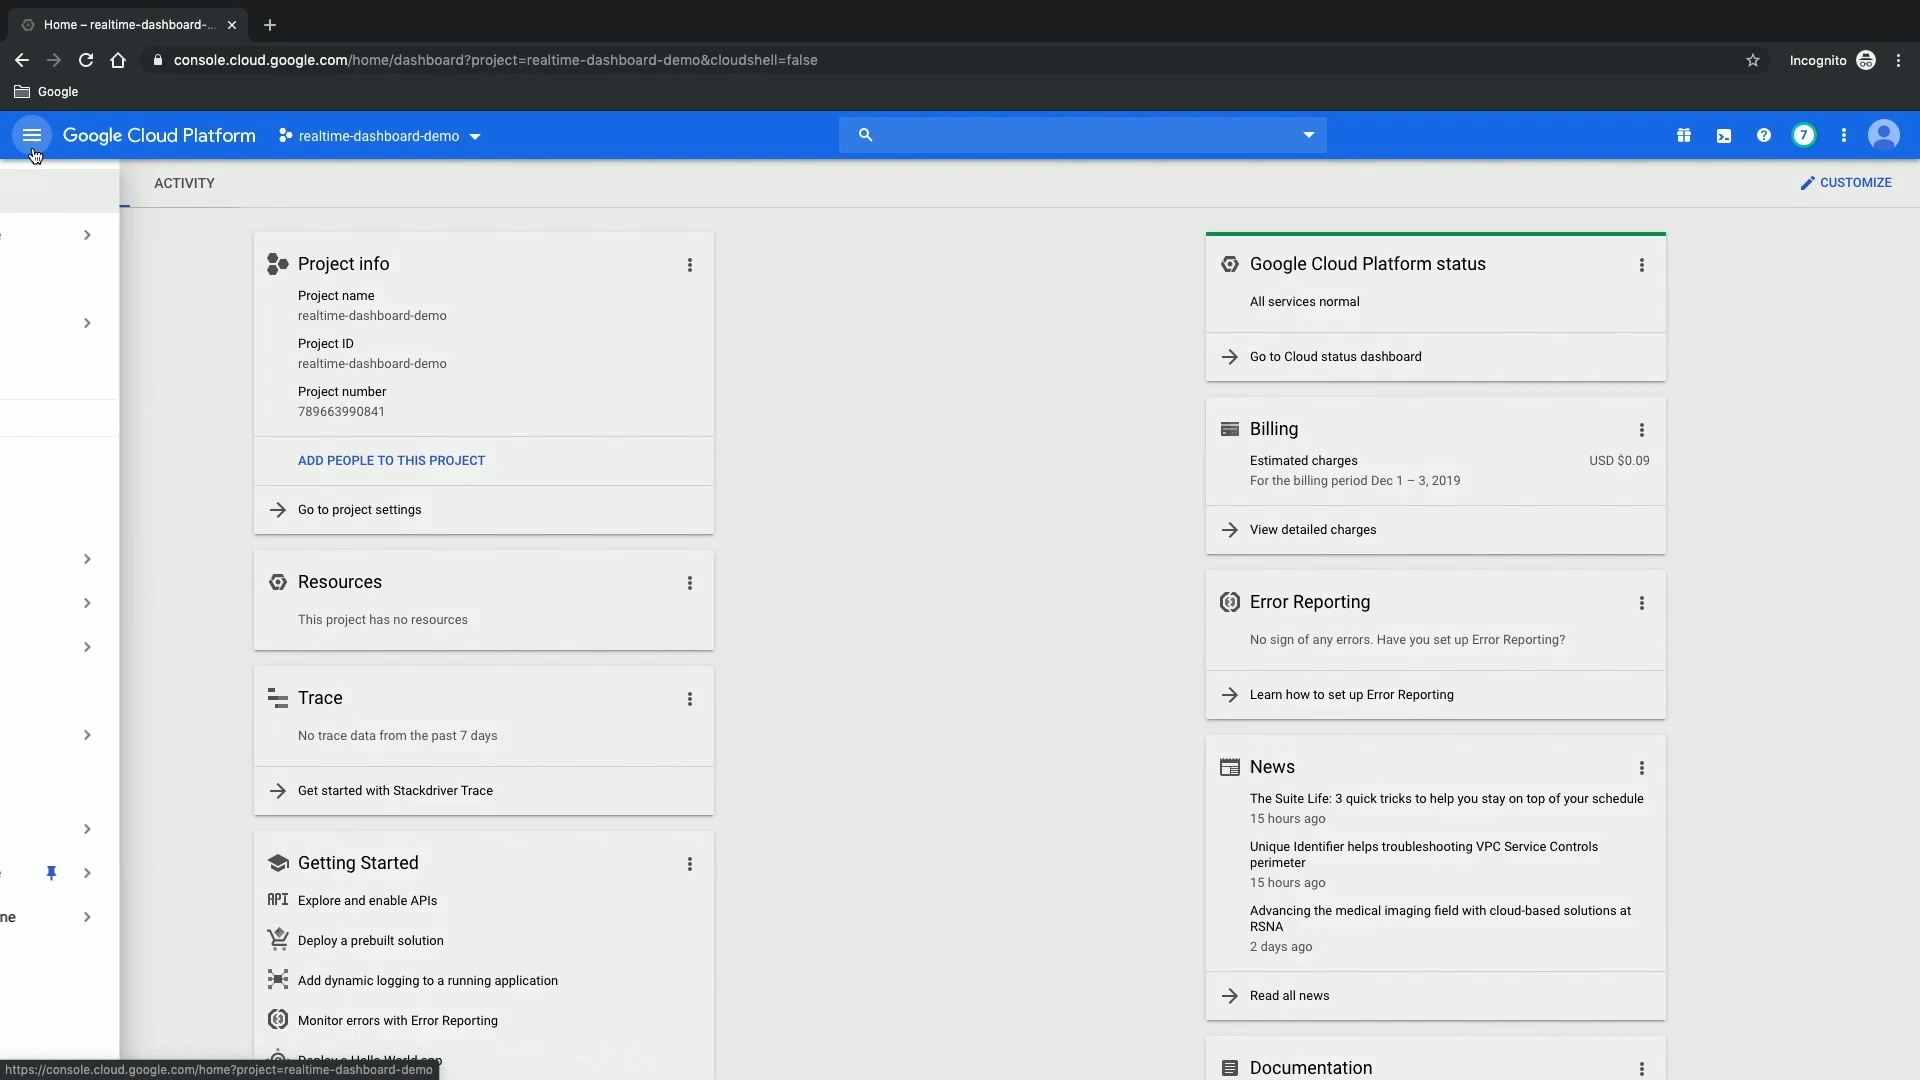 Home – realtime-dashboard-...
console.cloud.google.com/home/dashboard?project=realtime-dashboard-demo&cloudshell=false
Incognito
Google
Google Cloud Platform
realtime-dashboard-demo
7
ACTIVITY
CUSTOMIZE
Project info
Project name
realtime-dashboard-demo
Project ID
realtime-dashboard-demo
Project number
789663990841
ADD PEOPLE TO THIS PROJECT
Go to project settings
Resources
This project has no resources
Trace
No trace data from the past 7 days
Get started with Stackdriver Trace
Getting Started
API Explore and enable APIs
Deploy a prebuilt solution
Add dynamic logging to a running application
Monitor errors with Error Reporting
Deploy a Hello World app
ne
https://console.cloud.google.com/home?project=realtime-dashboard-demo
Google Cloud Platform status
All services normal
Go to Cloud status dashboard
Billing
Estimated charges USD $0.09
For the billing period Dec 1 – 3, 2019
View detailed charges
Error Reporting
No sign of any errors. Have you set up Error Reporting?
Learn how to set up Error Reporting
News
The Suite Life: 3 quick tricks to help you stay on top of your schedule
15 hours ago
Unique Identifier helps troubleshooting VPC Service Controls
perimeter
15 hours ago
Advancing the medical imaging field with cloud-based solutions at
RSNA
2 days ago
Read all news
Documentation